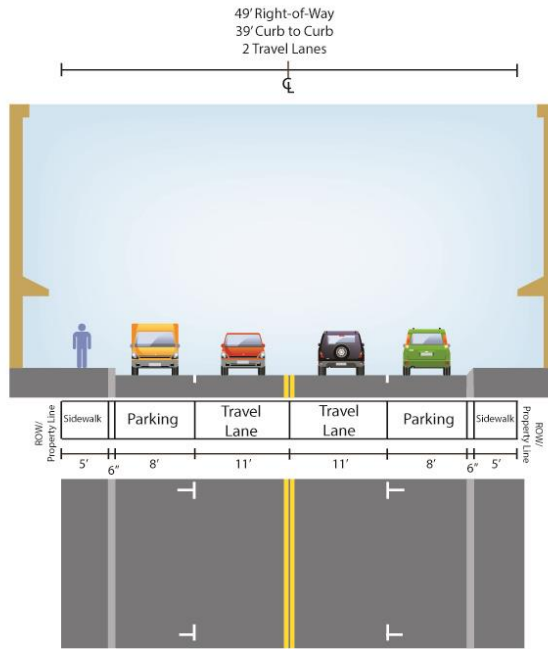 49' Right-of-Way
39' Curb to Curb
2 Travel Lanes
℄
ROW/
Property Line
Sidewalk
Parking
Travel
Lane
Travel
Lane
Parking
Sidewalk
ROW/
Property Line
5'
6"
8'
11'
11'
8'
6"
5'